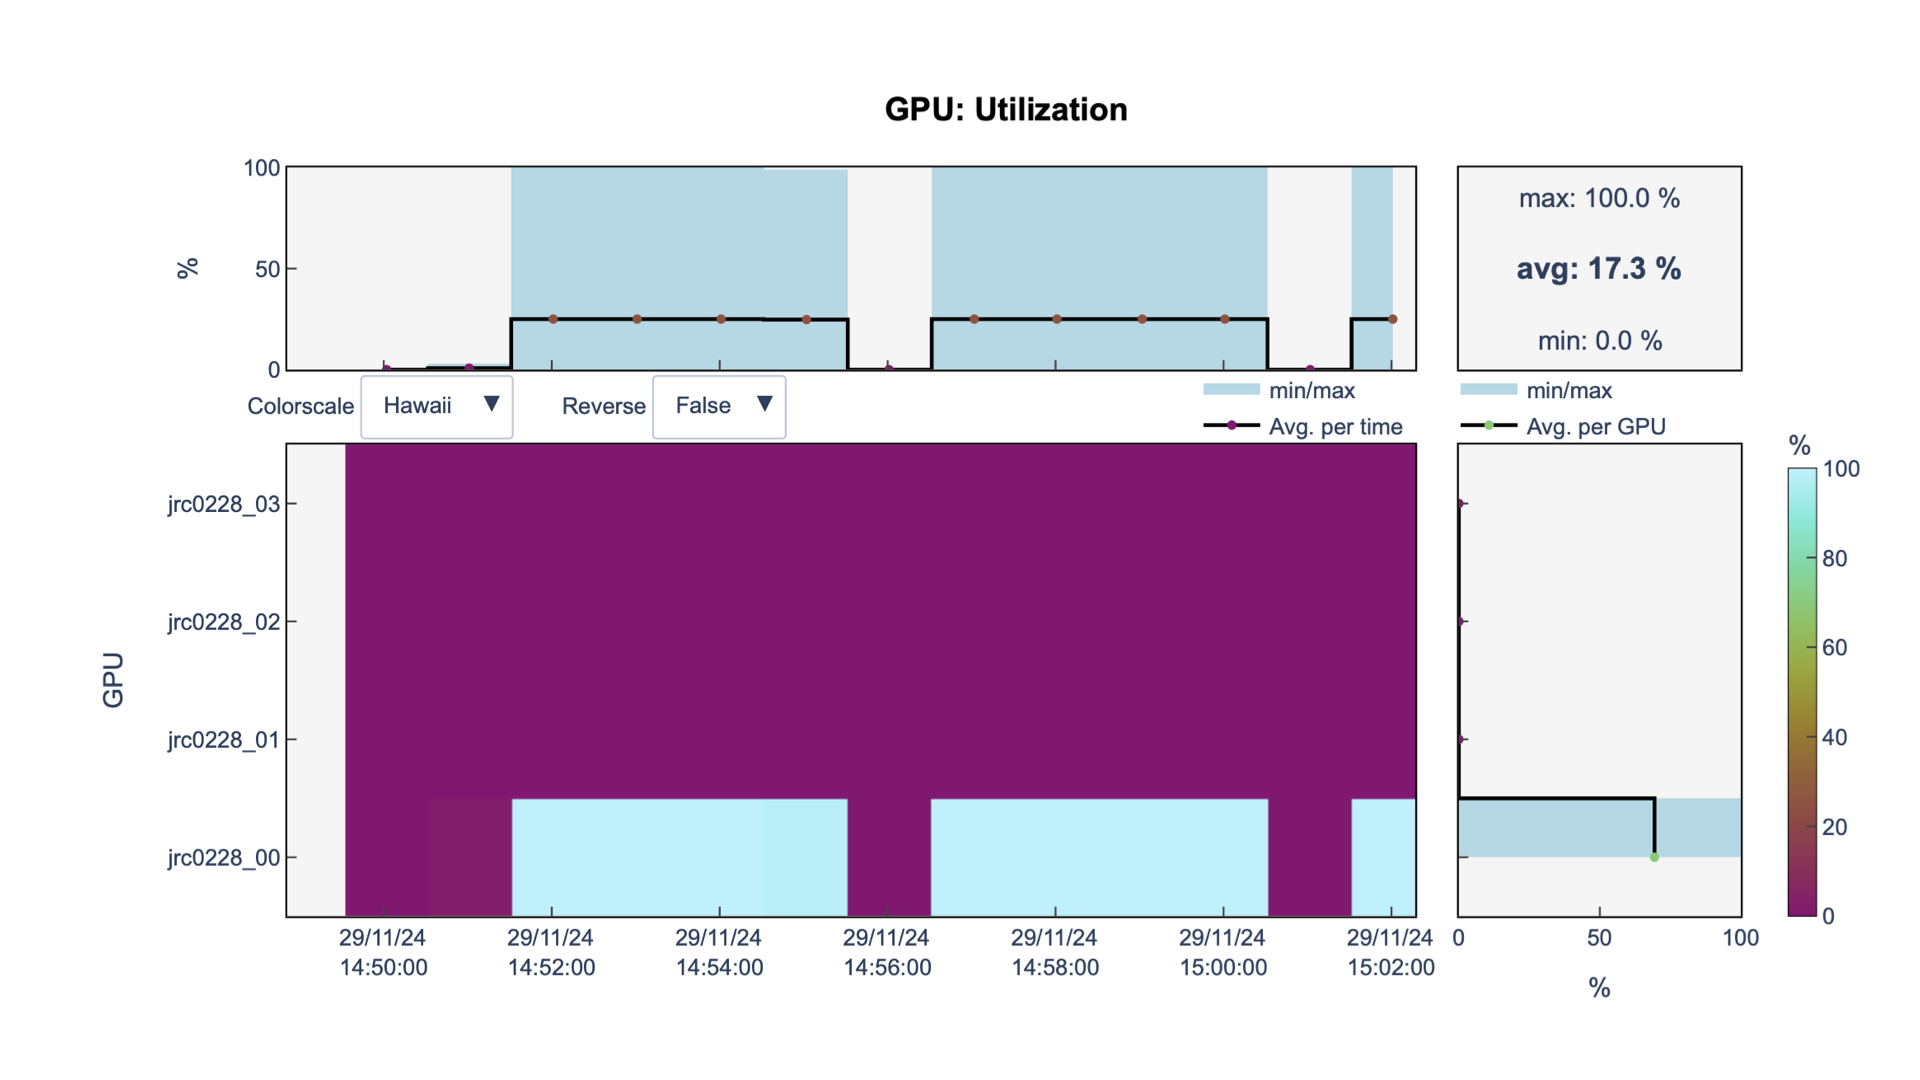 GPU: Utilization
100
50
0
%
max: 100.0 %
avg: 17.3 %
min: 0.0 %
Colorscale Hawaii ▼ Reverse False ▼
min/max
Avg. per time
min/max
Avg. per GPU
GPU
jrc0228_03
jrc0228_02
jrc0228_01
jrc0228_00
29/11/24
14:50:00
29/11/24
14:52:00
29/11/24
14:54:00
29/11/24
14:56:00
29/11/24
14:58:00
29/11/24
15:00:00
29/11/24
15:02:00
0 50 100
%
%
100
80
60
40
20
0